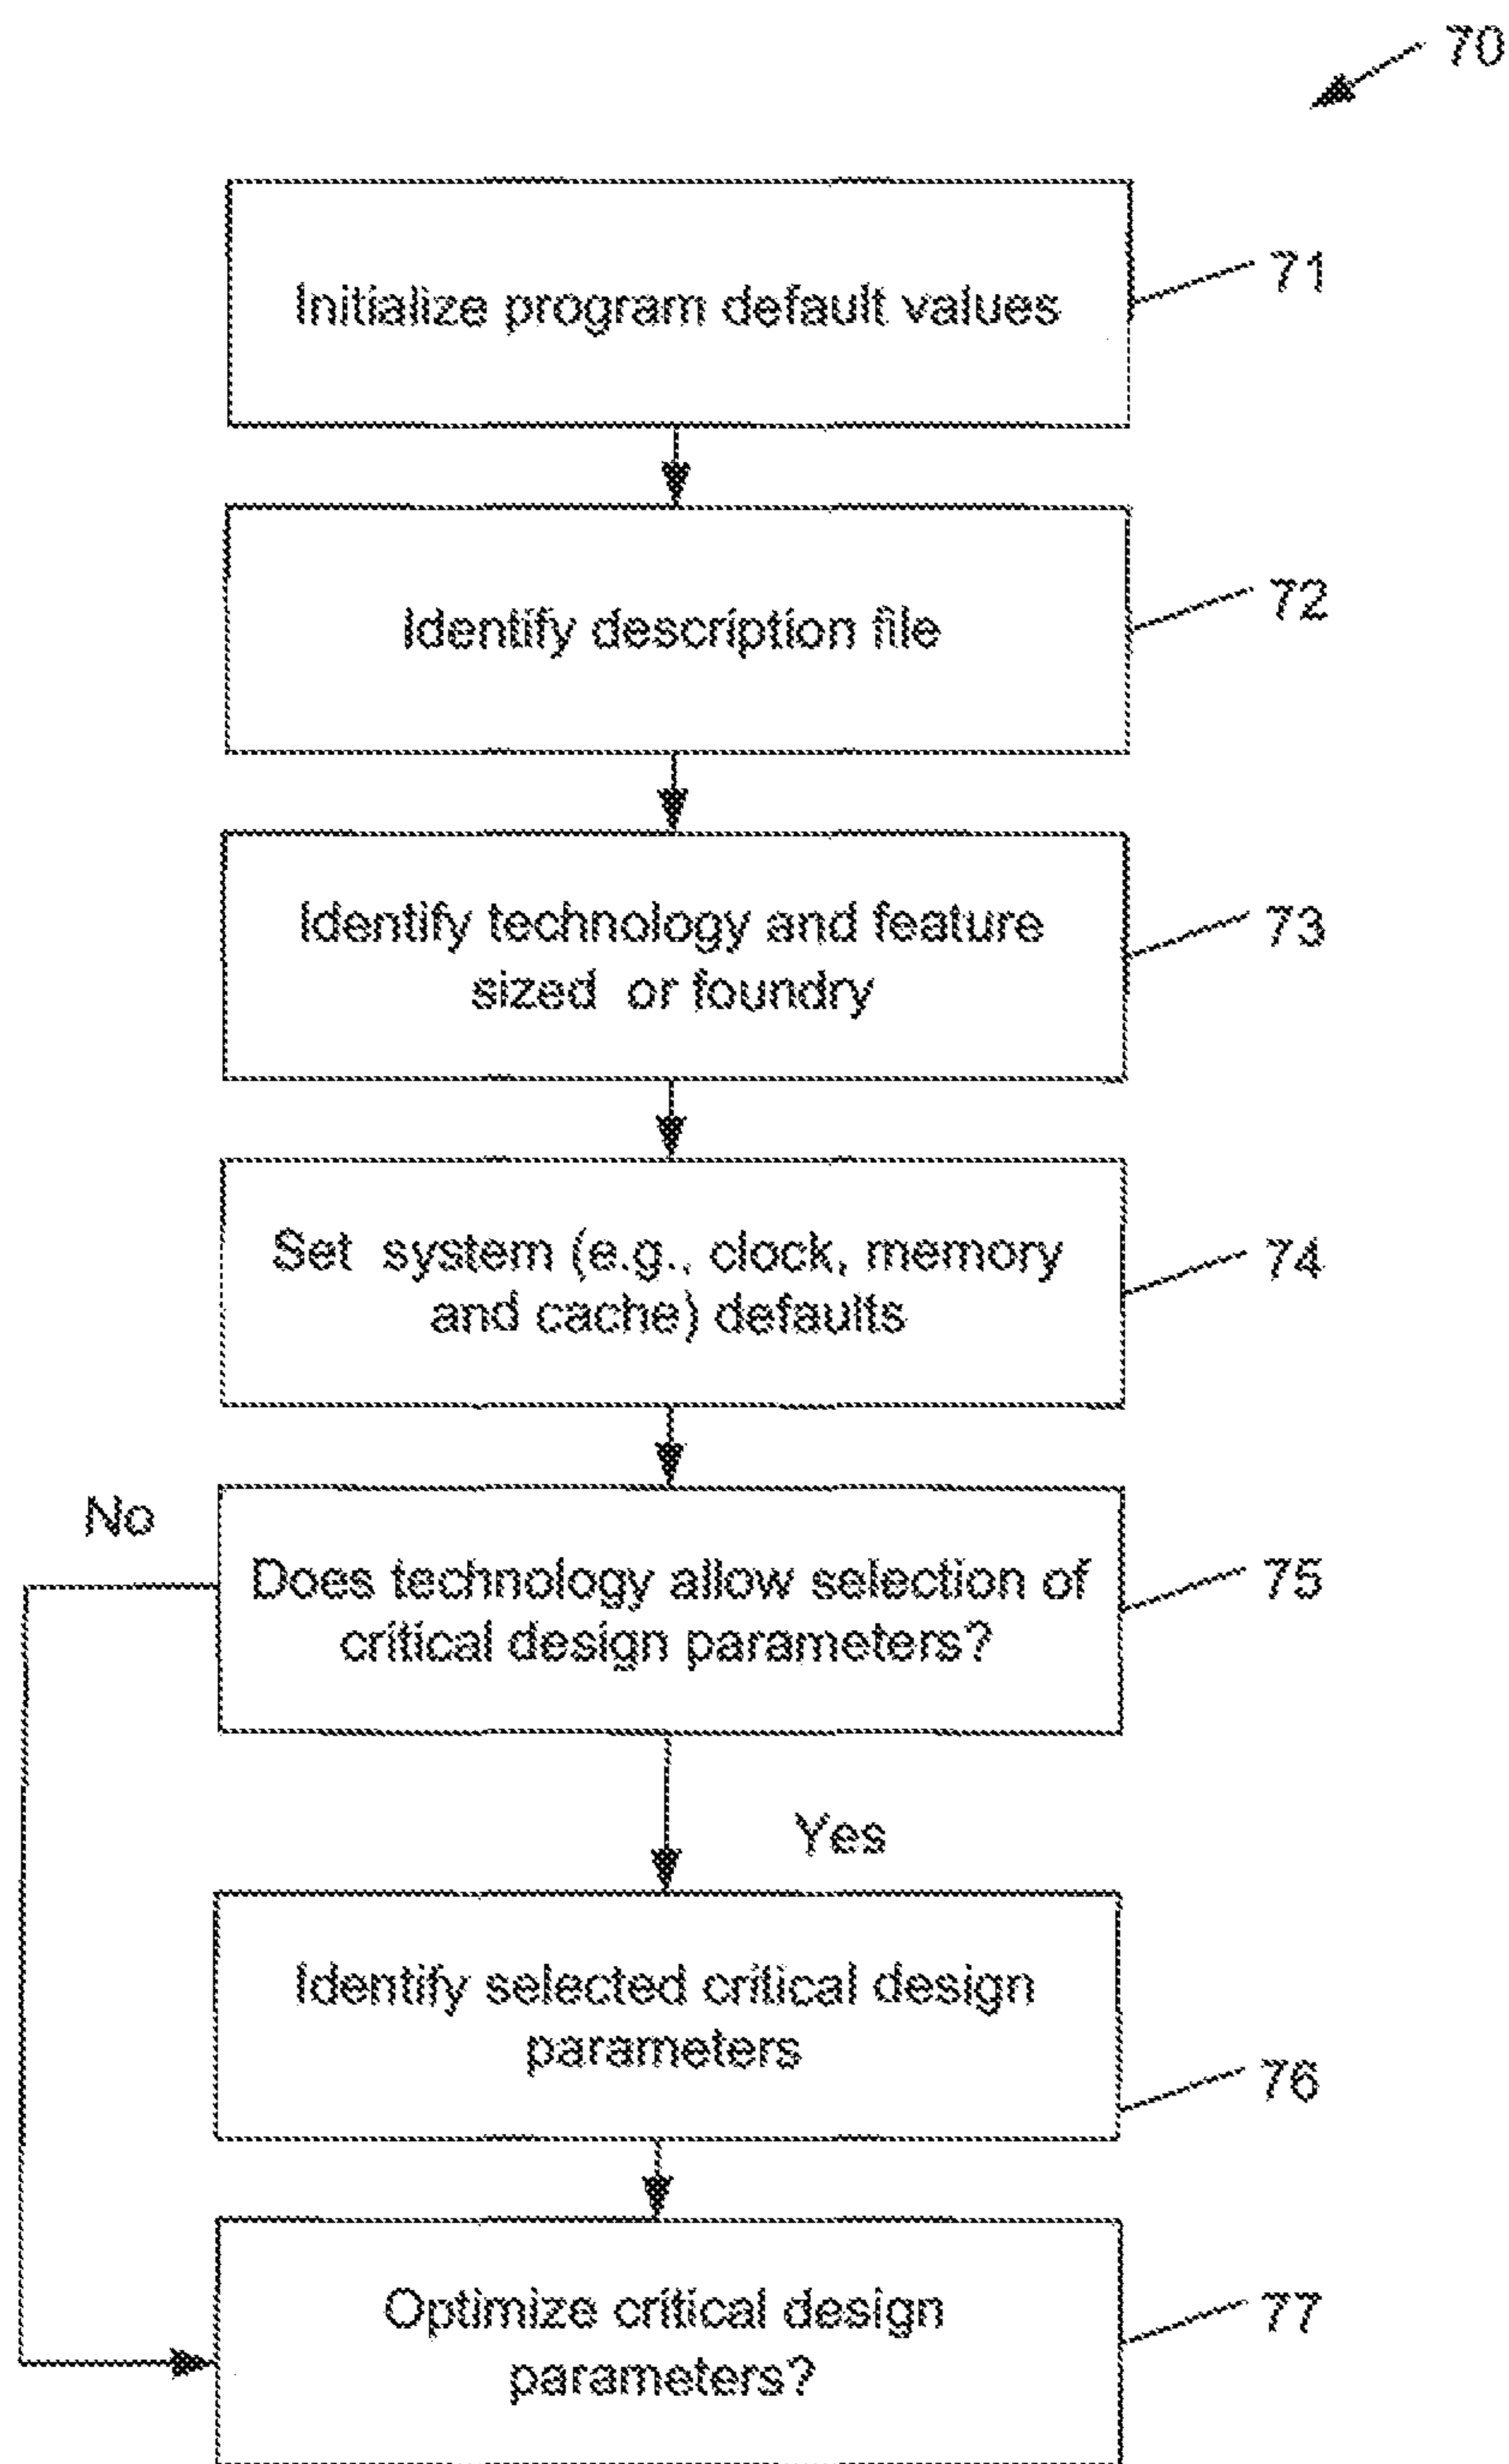 70
Initialize program default values
71
Identify description file
72
Identify technology and feature
sized or foundry
73
Set system (e.g., clock, memory
and cache) defaults
74
No
Does technology allow selection of
critical design parameters?
75
Yes
Identify selected critical design
parameters
76
Optimize critical design
parameters?
77